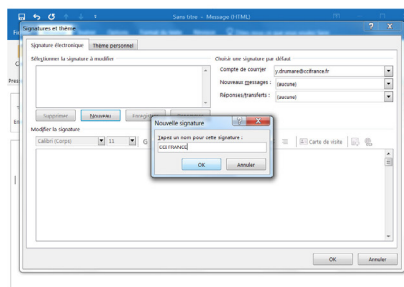 Sans titre - Message (HTML)
Signatures et thème
Signature électronique Thème personnel
Sélectionner la signature à modifier
Choisir une signature par défaut
Compte de courrier: y.drumare@ccifrance.fr
Nouveaux messages : (aucune)
Réponses/transferts : (aucune)
Supprimer Nouveau Enregistrer
Modifier la signature
Calibri (Corps) 11 G
Carte de visite
Nouvelle signature
Tapez un nom pour cette signature :
CCI FRANCE
OK Annuler
OK Annuler